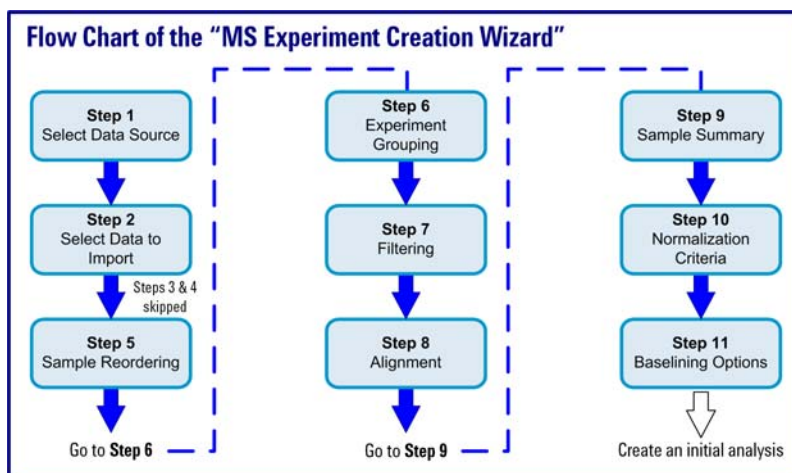 Flow Chart of the “MS Experiment Creation Wizard”
Step 1
Select Data Source
Step 2
Select Data to
Import
Steps 3 & 4
skipped
Step 5
Sample Reordering
Go to Step 6
Step 6
Experiment
Grouping
Step 7
Filtering
Step 8
Alignment
Go to Step 9
Step 9
Sample Summary
Step 10
Normalization
Criteria
Step 11
Baselining Options
Create an initial analysis